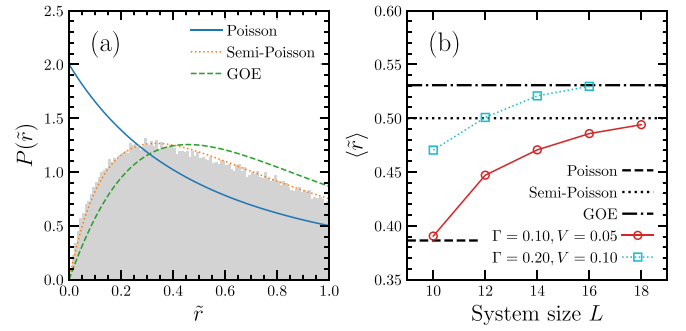 (a)
Poisson
Semi-Poisson
GOE
2.5
2.0
1.5
1.0
0.5
0.0
P(r̃)
0.0 0.2 0.4 0.6 0.8 1.0
r̃
(b)
0.60
0.55
0.50
0.45
0.40
0.35
⟨r̃⟩
Poisson
Semi-Poisson
GOE
Γ = 0.10, V = 0.05
Γ = 0.20, V = 0.10
10 12 14 16 18
System size L